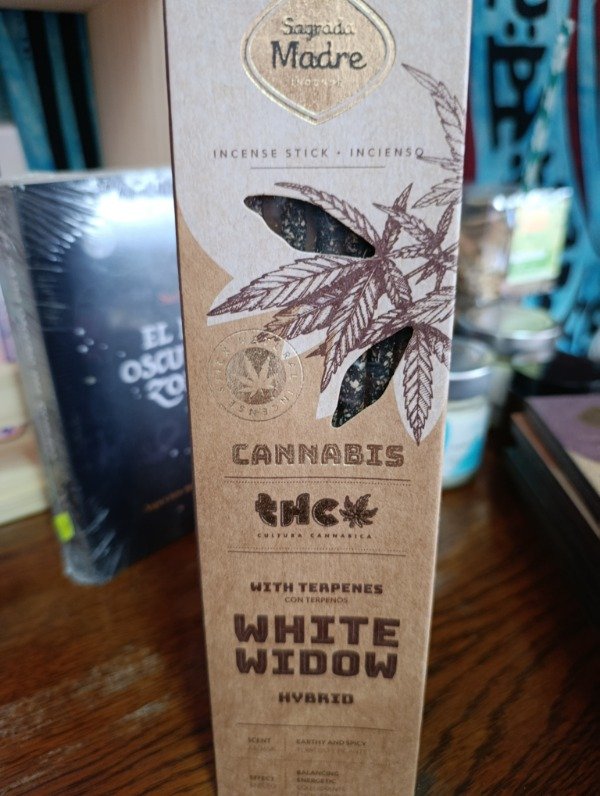 Sagrada
Madre
INCENSE STICK • INCIENSO
CANNABIS
tHC
CULTURA CANNABICA
WITH TERPENES
CON TERPENOS
WHITE
WIDOW
HYBRID
SCENT
EARTHY AND SPICY
EFFECT
BALANCING
ENERGETIC
EL